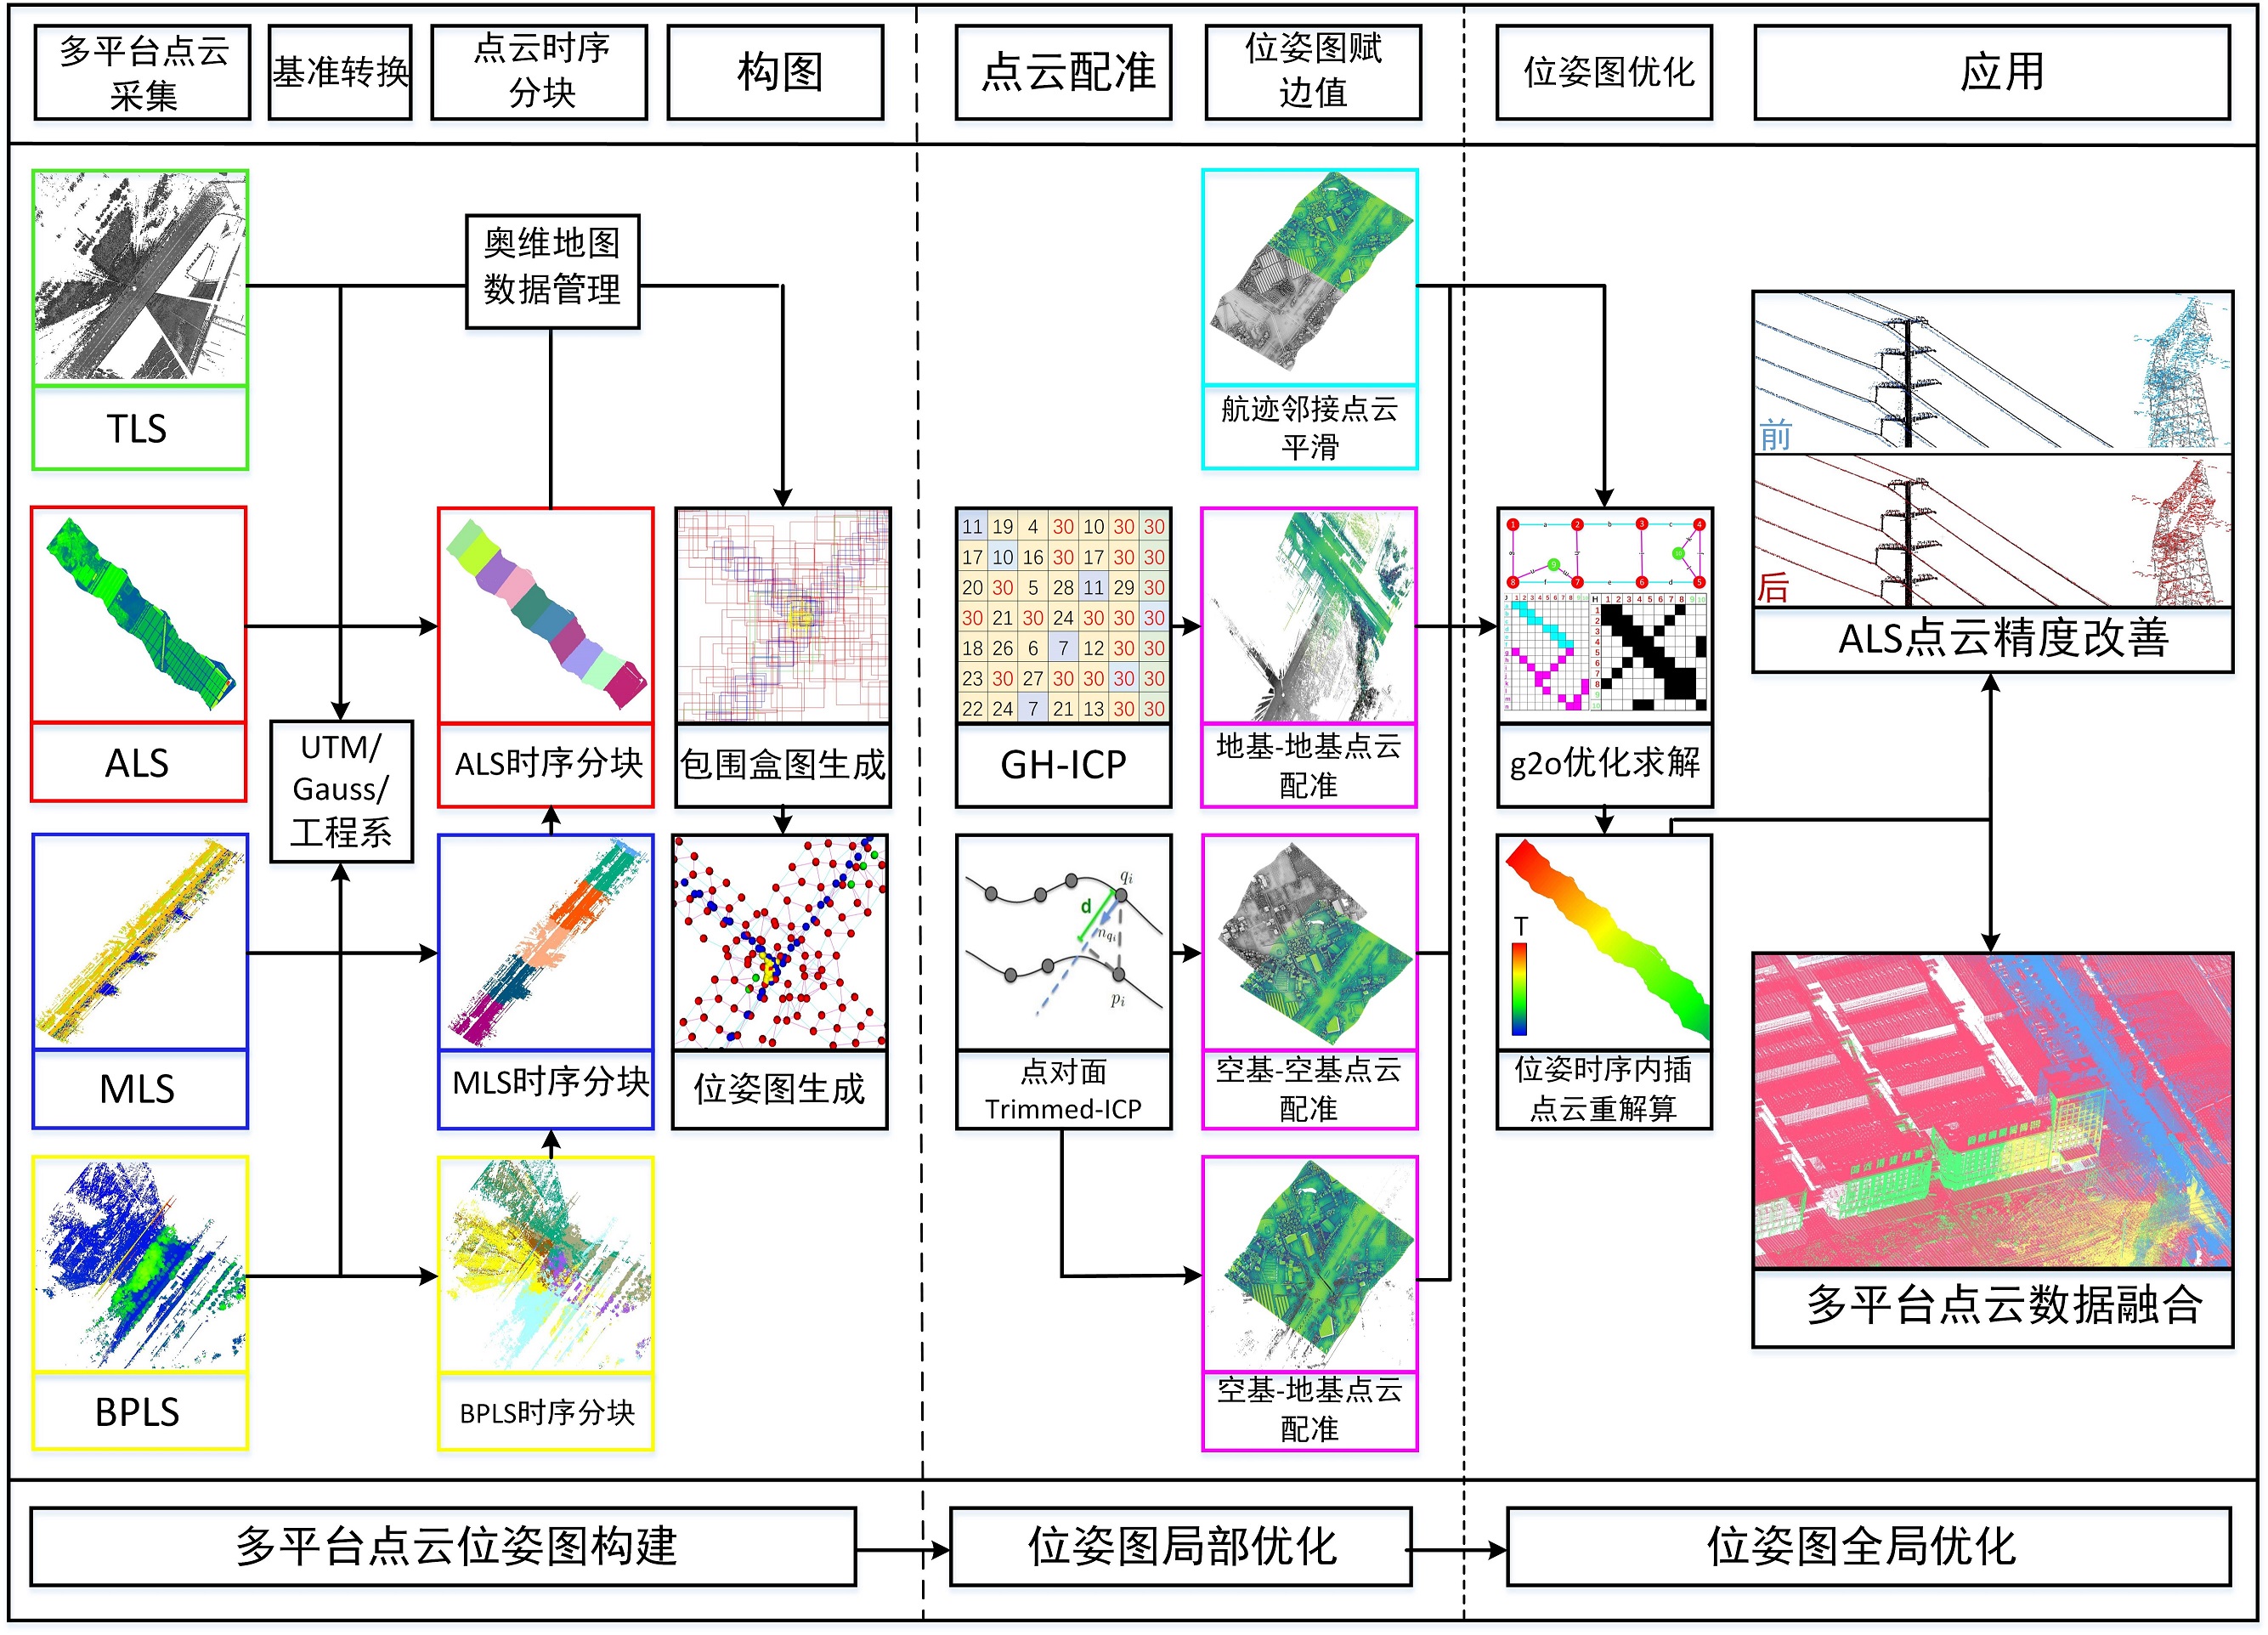 多平台点云
采集
基准转换
点云时序
分块
构图
点云配准
位姿图赋
边值
位姿图优化
应用
TLS
奥维地图
数据管理
航迹邻接点云
平滑
前
后
ALS点云精度改善
ALS
UTM/
Gauss/
工程系
ALS时序分块
包围盒图生成
11 19 4 30 10 30 30
17 10 16 30 17 30 30
20 30 5 28 11 29 30
30 21 30 24 30 30 30
18 26 6 7 12 30 30
23 30 27 30 30 30 30
22 24 7 21 13 30 30
GH-ICP
地基-地基点云
配准
g2o优化求解
MLS
MLS时序分块
位姿图生成
qi
d
nqi
pi
点对面
Trimmed-ICP
空基-空基点云
配准
T
位姿时序内插
点云重解算
BPLS
BPLS时序分块
空基-地基点云
配准
多平台点云数据融合
多平台点云位姿图构建
位姿图局部优化
位姿图全局优化